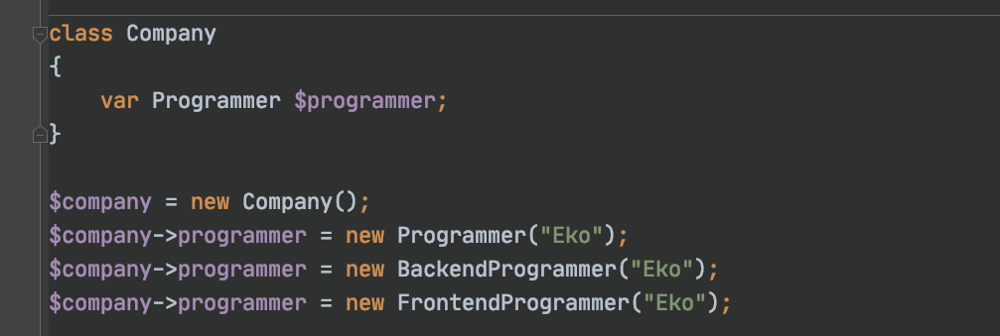 class Company
{
    var Programmer $programmer;
}
$company = new Company();
$company->programmer = new Programmer("Eko");
$company->programmer = new BackendProgrammer("Eko");
$company->programmer = new FrontendProgrammer("Eko");